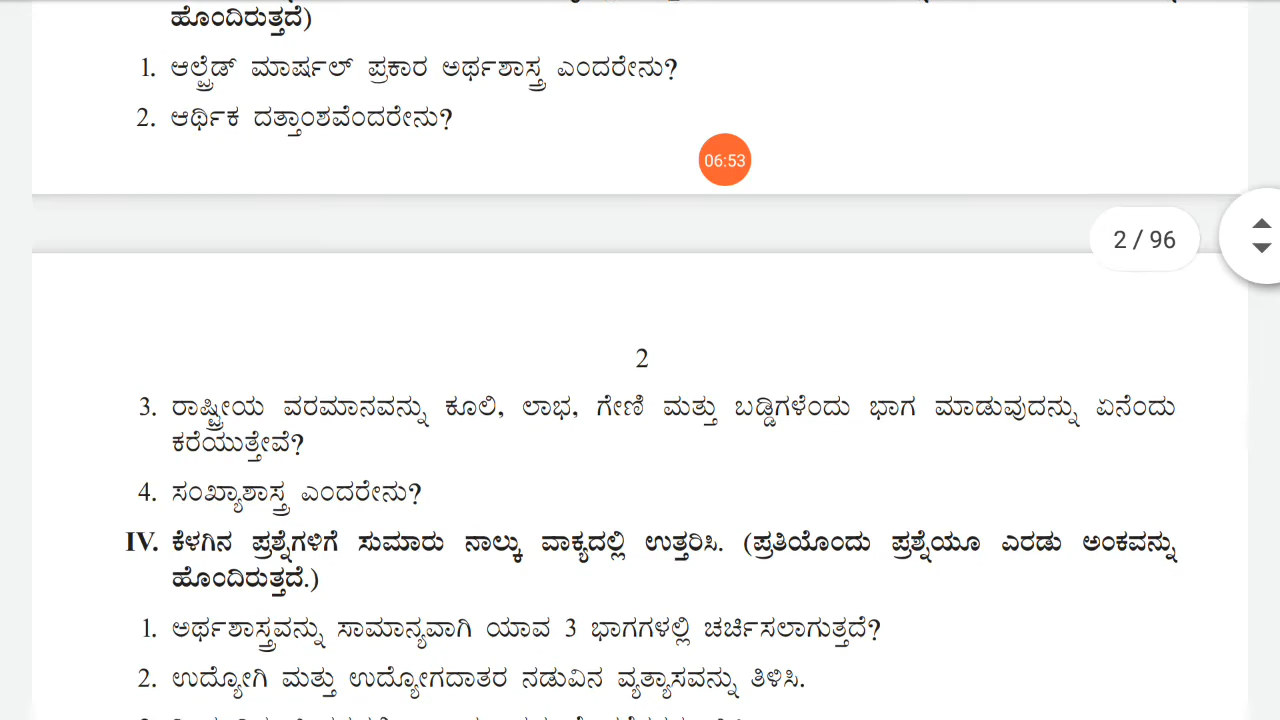 ಹೊಂದಿರುತ್ತದೆ)
1. ಆಲ್ಫ್ರೆಡ್ ಮಾರ್ಷಲ್ ಪ್ರಕಾರ ಅರ್ಥಶಾಸ್ತ್ರ ಎಂದರೇನು?
2. ಆರ್ಥಿಕ ದತ್ತಾಂಶವೆಂದರೇನು?
06:53
2 / 96
2
3. ರಾಷ್ಟ್ರೀಯ ವರಮಾನವನ್ನು ಕೂಲಿ, ಲಾಭ, ಗೇಣಿ ಮತ್ತು ಬಡ್ಡಿಗಳೆಂದು ಭಾಗ ಮಾಡುವುದನ್ನು ಏನೆಂದು
ಕರೆಯುತ್ತೇವೆ?
4. ಸಂಖ್ಯಾಶಾಸ್ತ್ರ ಎಂದರೇನು?
IV. ಕೆಳಗಿನ ಪ್ರಶ್ನೆಗಳಿಗೆ ಸುಮಾರು ನಾಲ್ಕು ವಾಕ್ಯದಲ್ಲಿ ಉತ್ತರಿಸಿ. (ಪ್ರತಿಯೊಂದು ಪ್ರಶ್ನೆಯೂ ಎರಡು ಅಂಕವನ್ನು
ಹೊಂದಿರುತ್ತದೆ.)
1. ಅರ್ಥಶಾಸ್ತ್ರವನ್ನು ಸಾಮಾನ್ಯವಾಗಿ ಯಾವ 3 ಭಾಗಗಳಲ್ಲಿ ಚರ್ಚಿಸಲಾಗುತ್ತದೆ?
2. ಉದ್ಯೋಗಿ ಮತ್ತು ಉದ್ಯೋಗದಾತರ ನಡುವಿನ ವ್ಯತ್ಯಾಸವನ್ನು ತಿಳಿಸಿ.